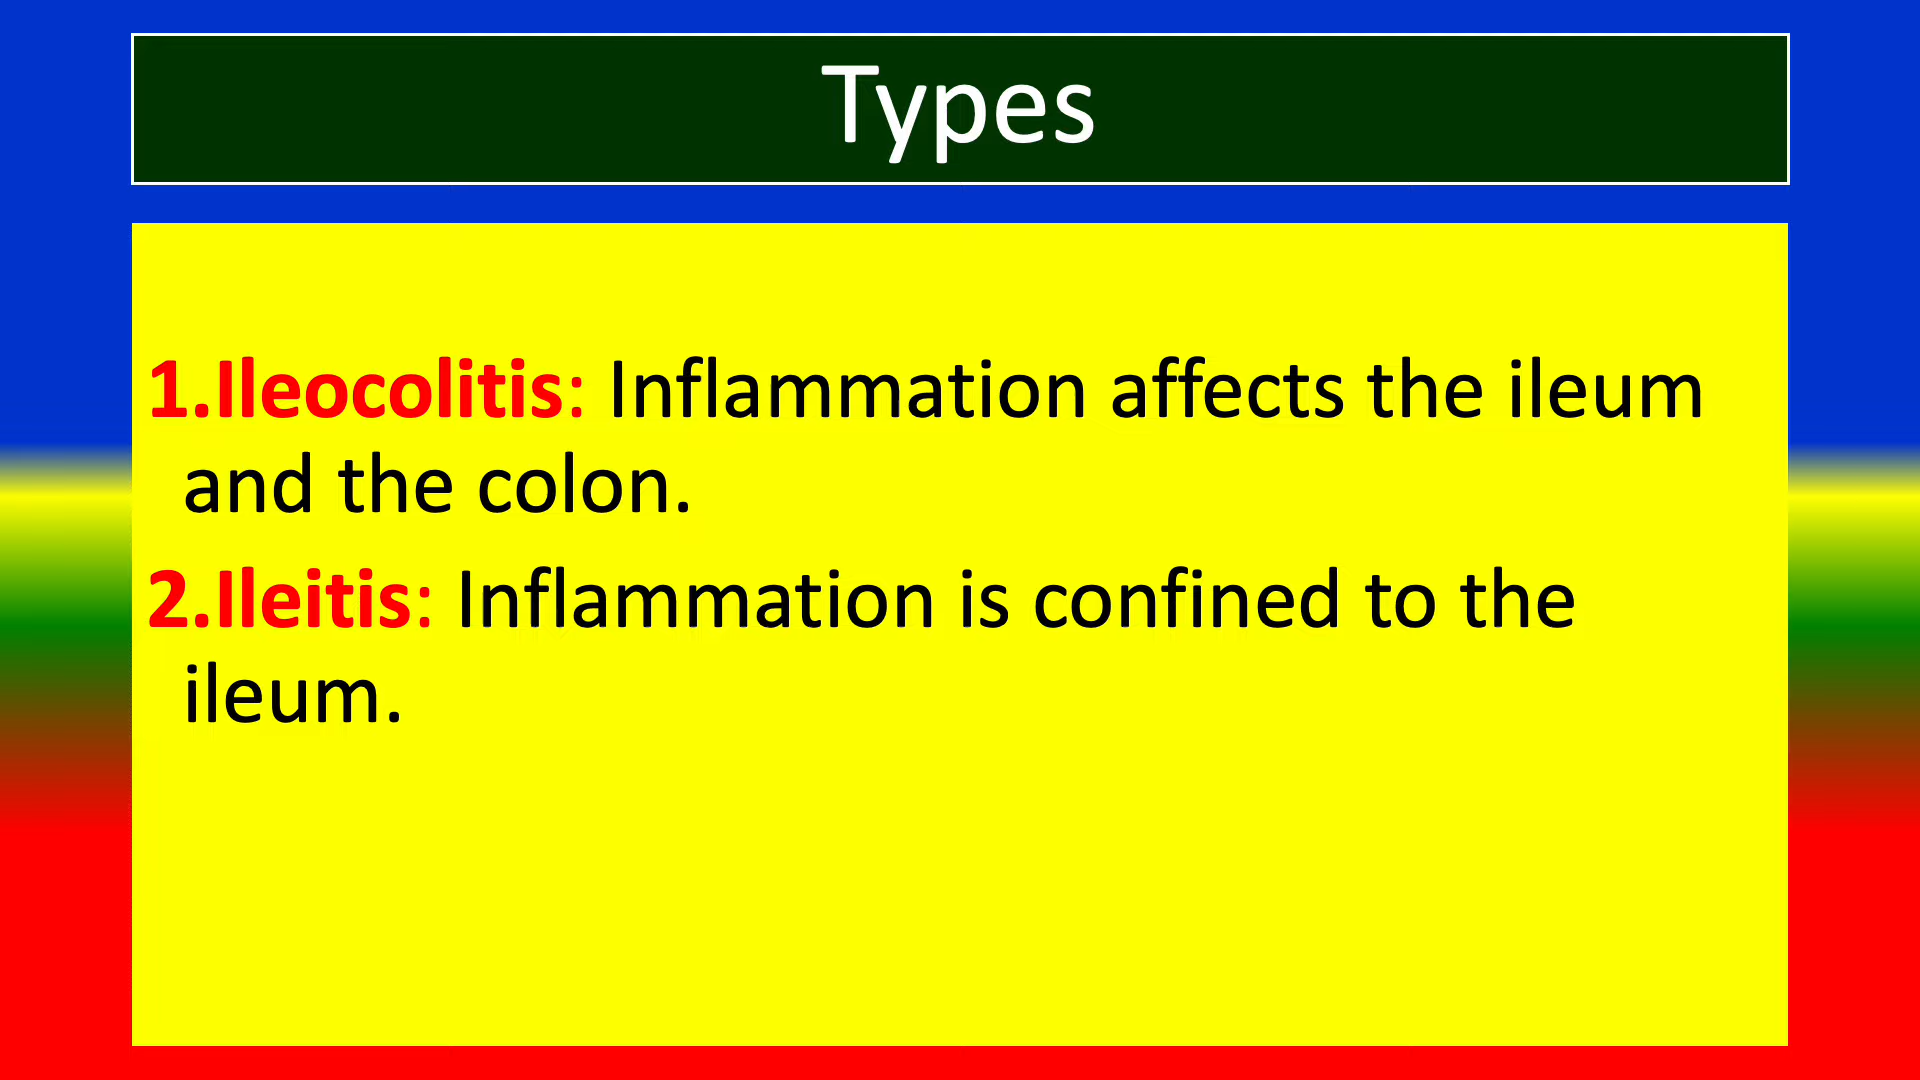 Types
1.Ileocolitis: Inflammation affects the ileum
and the colon.
2.Ileitis: Inflammation is confined to the
ileum.